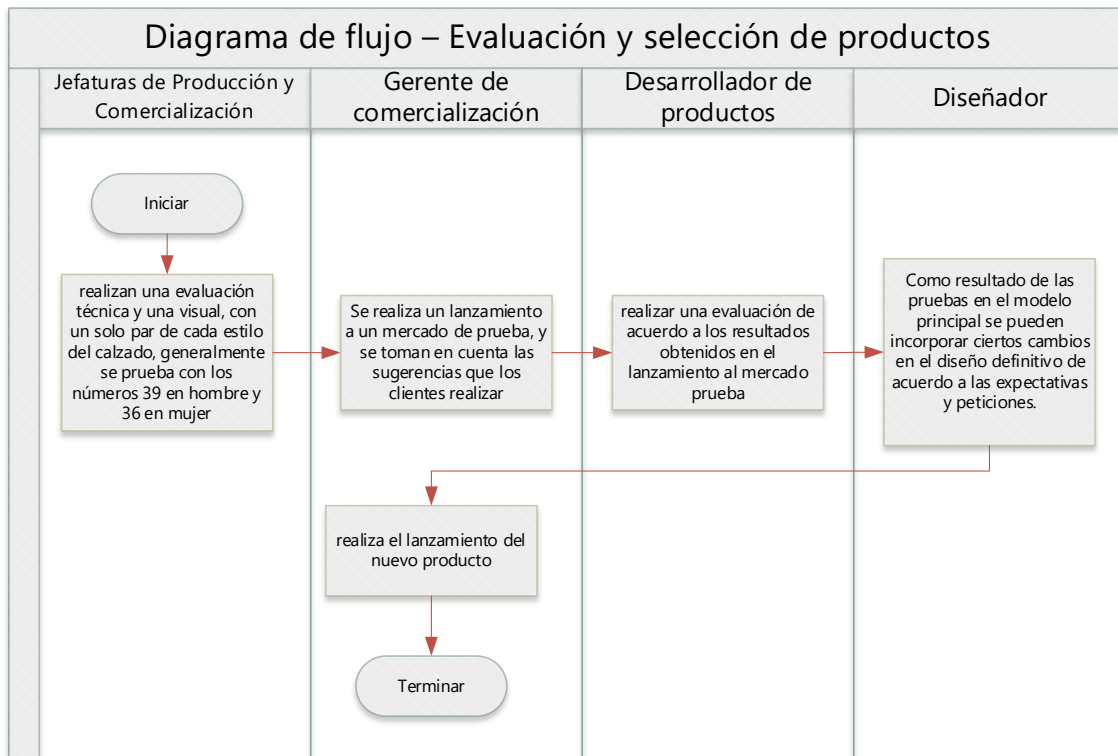 Diagrama de flujo – Evaluación y selección de productos
Jefaturas de Producción y
Comercialización
Gerente de
comercialización
Desarrollador de
productos
Diseñador
Iniciar
realizan una evaluación
técnica y una visual, con
un solo par de cada estilo
del calzado, generalmente
se prueba con los
números 39 en hombre y
36 en mujer
Se realiza un lanzamiento
a un mercado de prueba, y
se toman en cuenta las
sugerencias que los
clientes realizar
realizar una evaluación de
acuerdo a los resultados
obtenidos en el
lanzamiento al mercado
prueba
Como resultado de las
pruebas en el modelo
principal se pueden
incorporar ciertos cambios
en el diseño definitivo de
acuerdo a las expectativas
y peticiones.
realiza el lanzamiento del
nuevo producto
Terminar